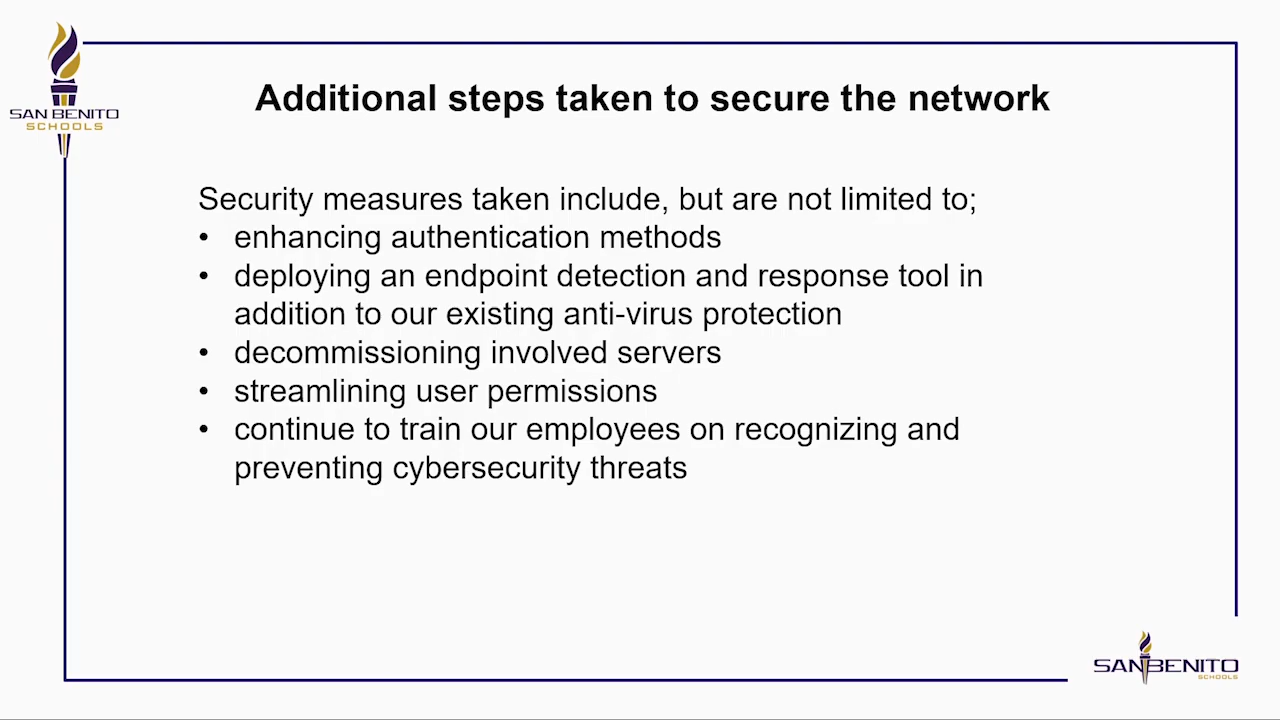 SAN BENITO
SCHOOLS
Additional steps taken to secure the network
Security measures taken include, but are not limited to;
• enhancing authentication methods
• deploying an endpoint detection and response tool in
addition to our existing anti-virus protection
• decommissioning involved servers
• streamlining user permissions
• continue to train our employees on recognizing and
preventing cybersecurity threats
SAN BENITO
SCHOOLS